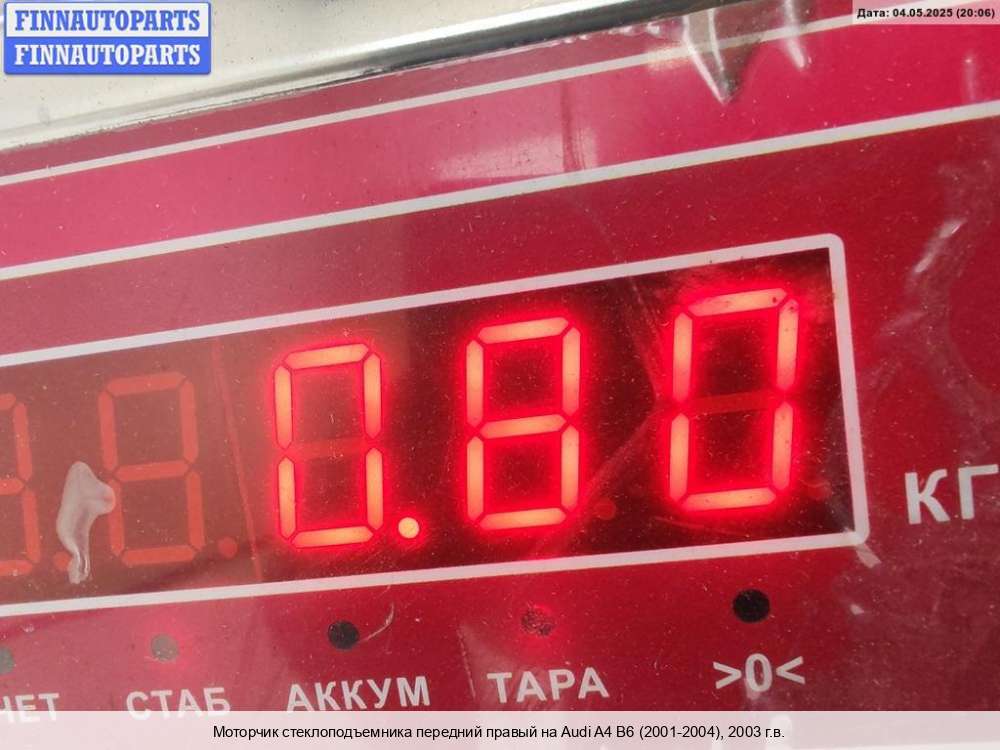 FINNAUTOPARTS
FINNAUTOPARTS
Дата: 04.05.2025 (20:06)
0.80
КГ
СТАБ АККУМ ТАРА >0<
Моторчик стеклоподъемника передний правый на Audi A4 B6 (2001-2004), 2003 г.в.